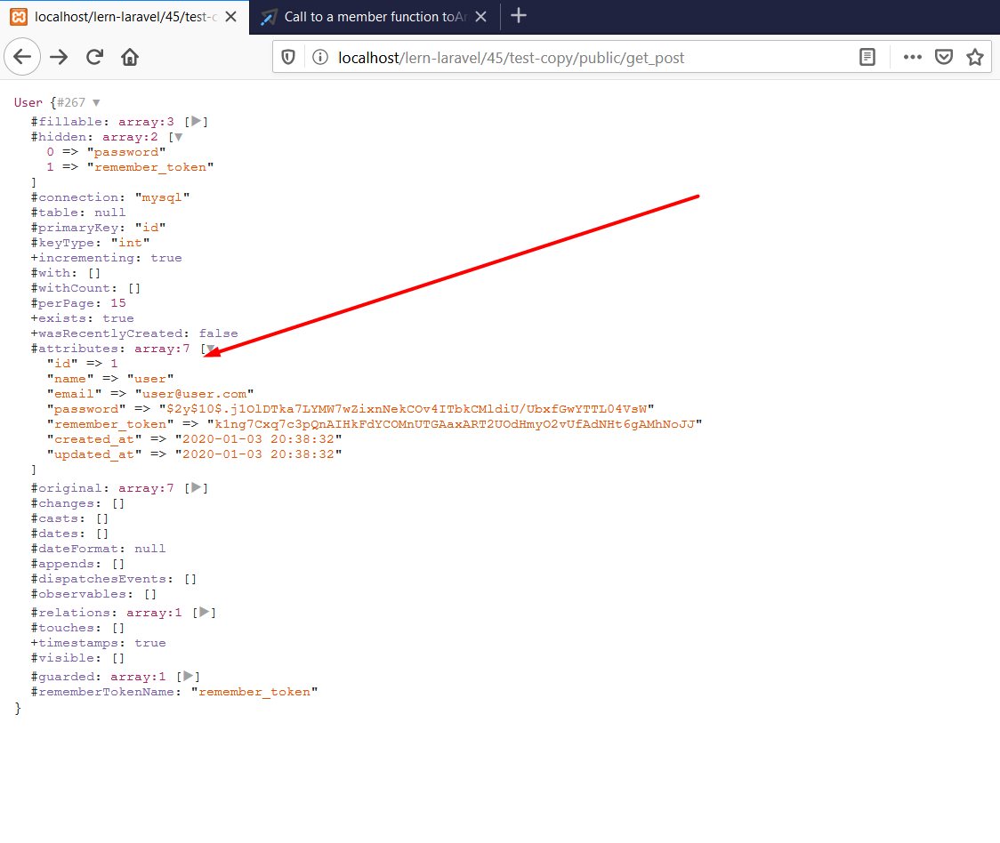 localhost/lern-laravel/45/test-c
Call to a member function toAr
localhost/lern-laravel/45/test-copy/public/get_post
User {#267 ▼
#fillable: array:3 [▶]
#hidden: array:2 [▼
0 => "password"
1 => "remember_token"
]
#connection: "mysql"
#table: null
#primaryKey: "id"
#keyType: "int"
+incrementing: true
#with: []
#withCount: []
#perPage: 15
+exists: true
+wasRecentlyCreated: false
#attributes: array:7 [▼
"id" => 1
"name" => "user"
"email" => "user@user.com"
"password" => "$2y$10$.j1OlDTka7LYMW7wZixnNekCOv4ITbkCMldiU/UbxfGwYTTL04VsW"
"remember_token" => "k1ng7Cxq7c3pQnAIHkFdYCOMnUTGAaxART2UOdHmyO2vUfAdNHt6gAMhNoJJ"
"created_at" => "2020-01-03 20:38:32"
"updated_at" => "2020-01-03 20:38:32"
]
#original: array:7 [▶]
#changes: []
#casts: []
#dates: []
#dateFormat: null
#appends: []
#dispatchesEvents: []
#observables: []
#relations: array:1 [▶]
#touches: []
+timestamps: true
#visible: []
#guarded: array:1 [▶]
#rememberTokenName: "remember_token"
}